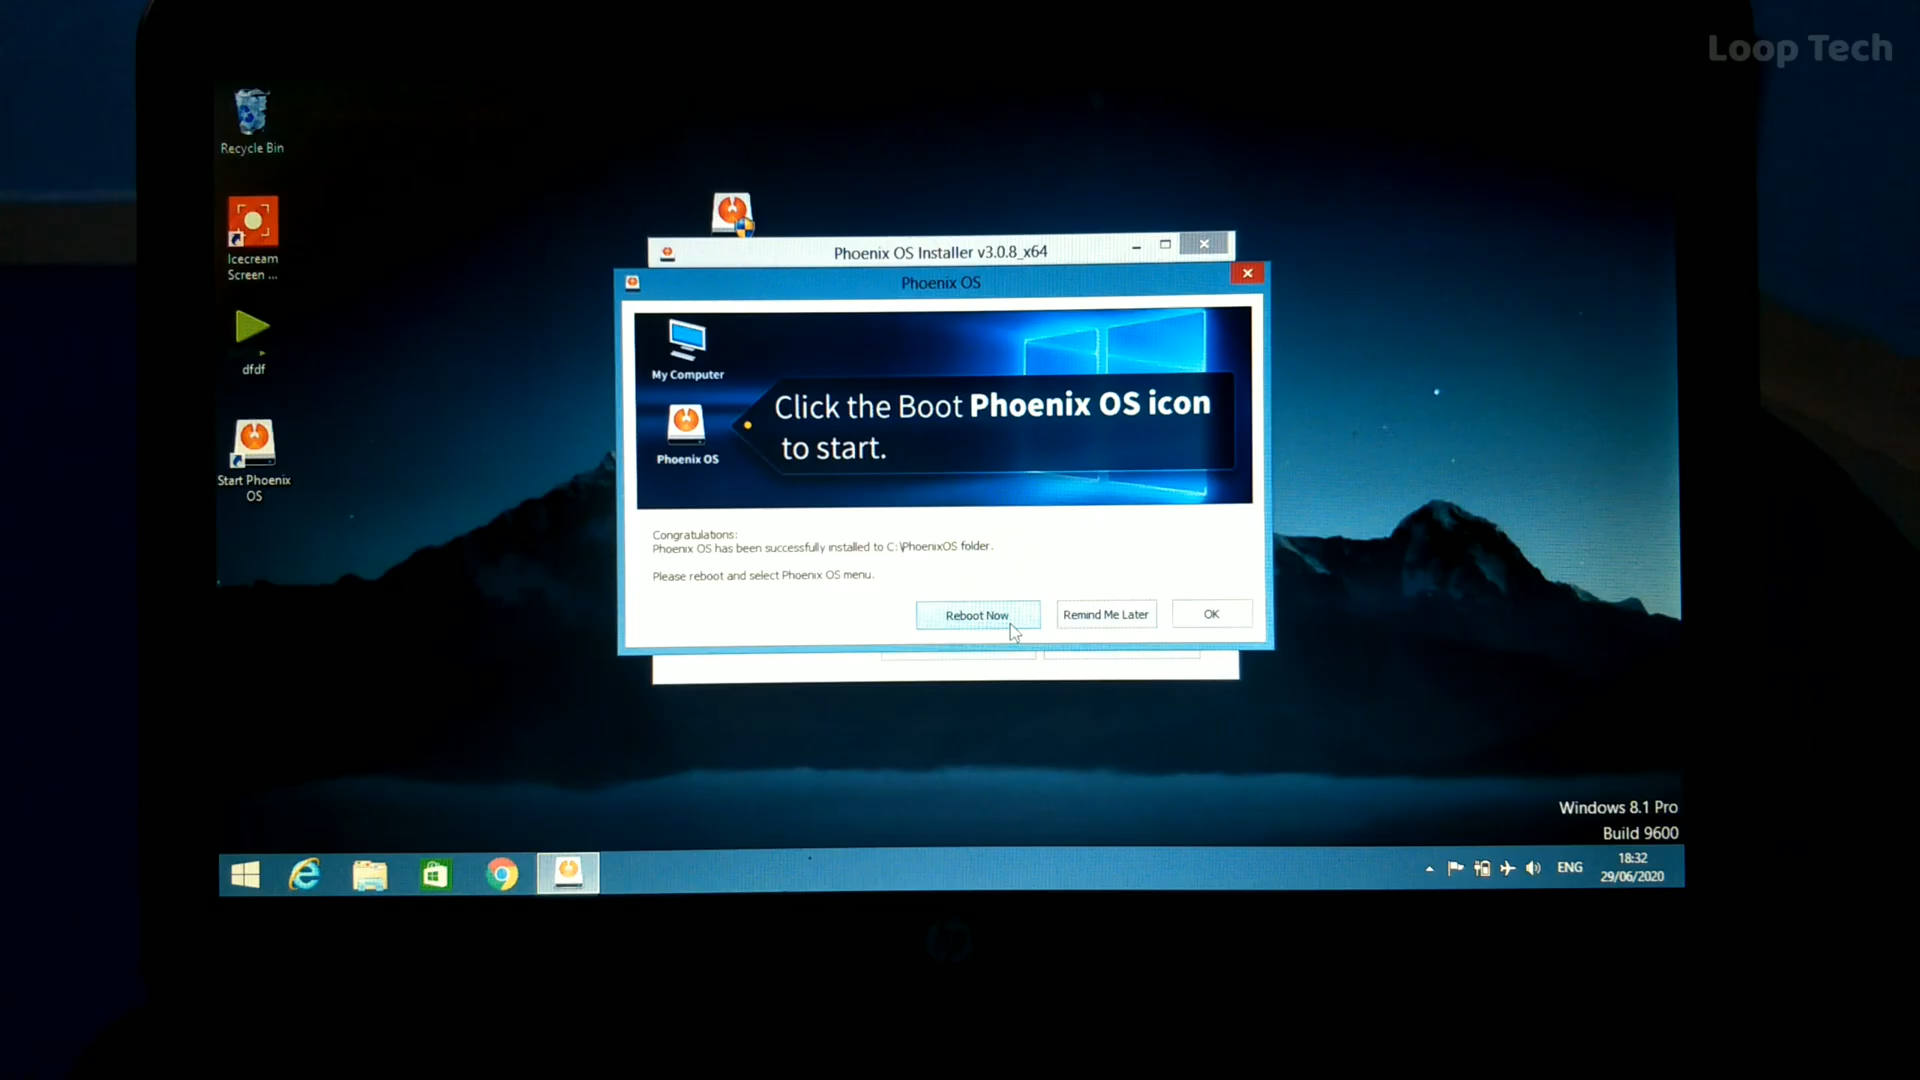 Loop Tech
Recycle Bin
Icecream
Screen ...
dfdf
Start Phoenix
OS
Phoenix OS Installer v3.0.8_x64
Phoenix OS
My Computer
Phoenix OS
Click the Boot Phoenix OS icon
to start.
Congratulations:
Phoenix OS has been successfully installed to C:\PhoenixOS folder.
Please reboot and select Phoenix OS menu.
Reboot Now
Remind Me Later
OK
Windows 8.1 Pro
Build 9600
ENG
18:32
29/06/2020
hp